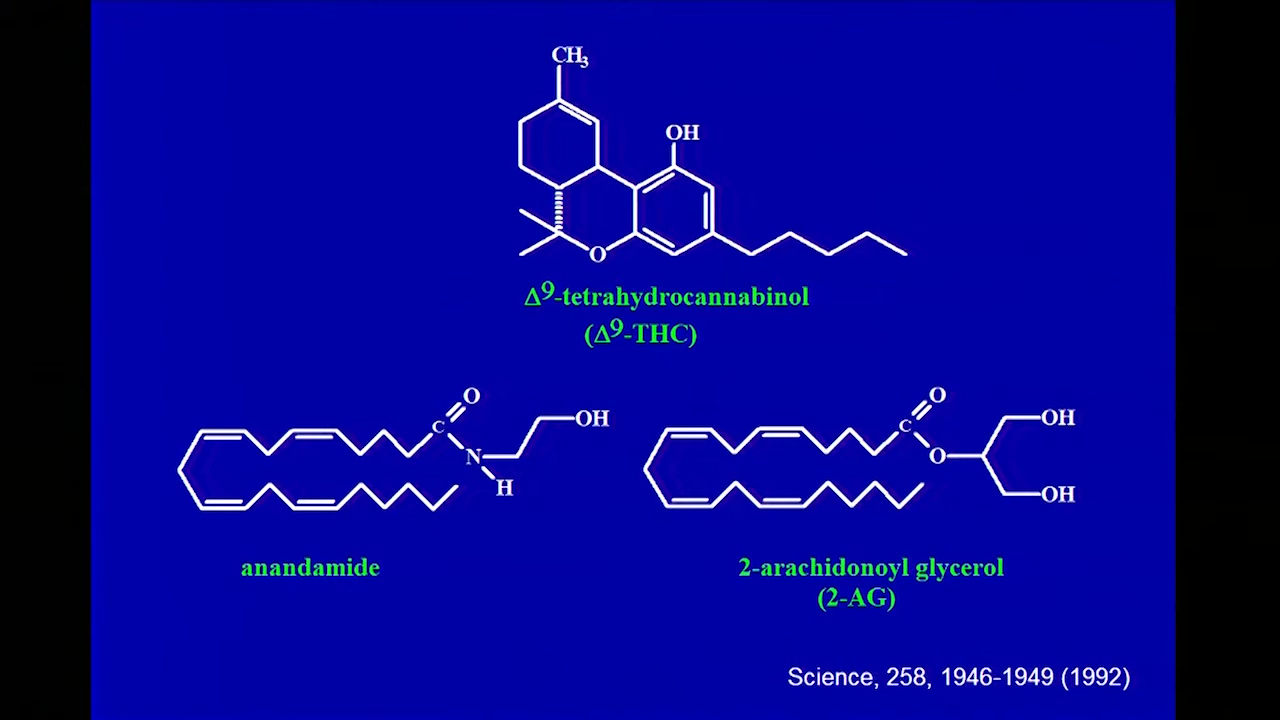 CH₃
OH
O
Δ⁹-tetrahydrocannabinol
(Δ⁹-THC)
O
C
OH
N
H
O
C
OH
O
OH
anandamide
2-arachidonoyl glycerol
(2-AG)
Science, 258, 1946-1949 (1992)